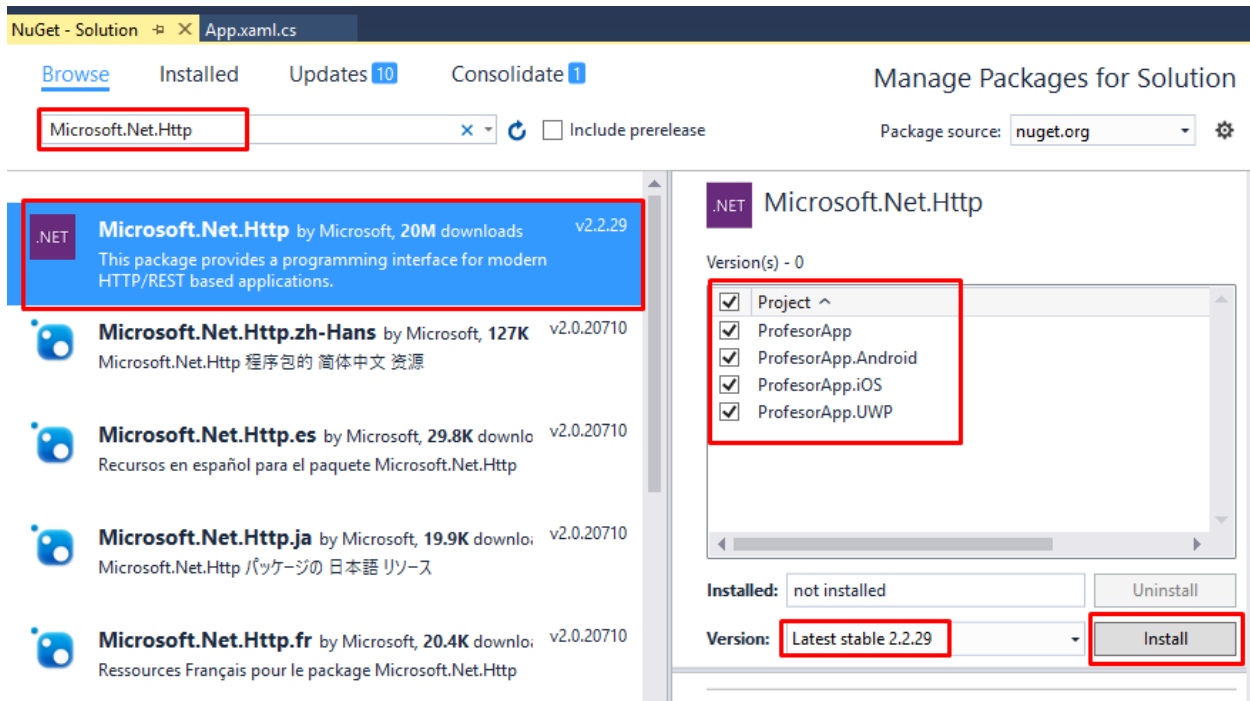 NuGet - Solution App.xaml.cs
Browse Installed Updates 10 Consolidate 1 Manage Packages for Solution
Microsoft.Net.Http Include prerelease Package source: nuget.org
.NET Microsoft.Net.Http by Microsoft, 20M downloads v2.2.29
This package provides a programming interface for modern
HTTP/REST based applications.
Microsoft.Net.Http.zh-Hans by Microsoft, 127K v2.0.20710
Microsoft.Net.Http 程序包的 简体中文 资源
Microsoft.Net.Http.es by Microsoft, 29.8K downlo v2.0.20710
Recursos en español para el paquete Microsoft.Net.Http
Microsoft.Net.Http.ja by Microsoft, 19.9K downloa v2.0.20710
Microsoft.Net.Http パッケージの 日本語 リソース
Microsoft.Net.Http.fr by Microsoft, 20.4K downloa v2.0.20710
Ressources Français pour le package Microsoft.Net.Http
.NET Microsoft.Net.Http
Version(s) - 0
Project
ProfesorApp
ProfesorApp.Android
ProfesorApp.iOS
ProfesorApp.UWP
Installed: not installed Uninstall
Version: Latest stable 2.2.29 Install